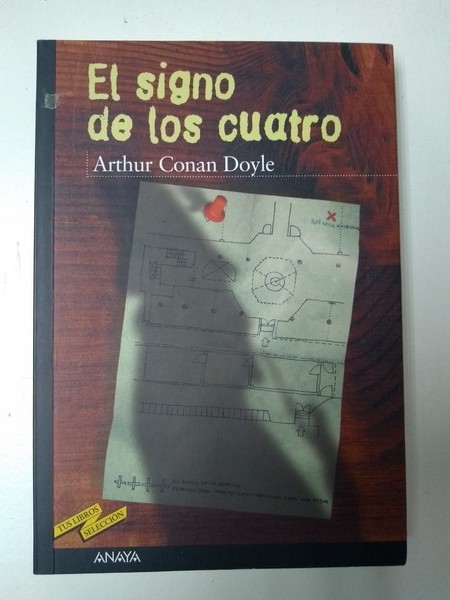 El signo
de los cuatro
Arthur Conan Doyle
TUS LIBROS
SELECCIÓN
ANAYA